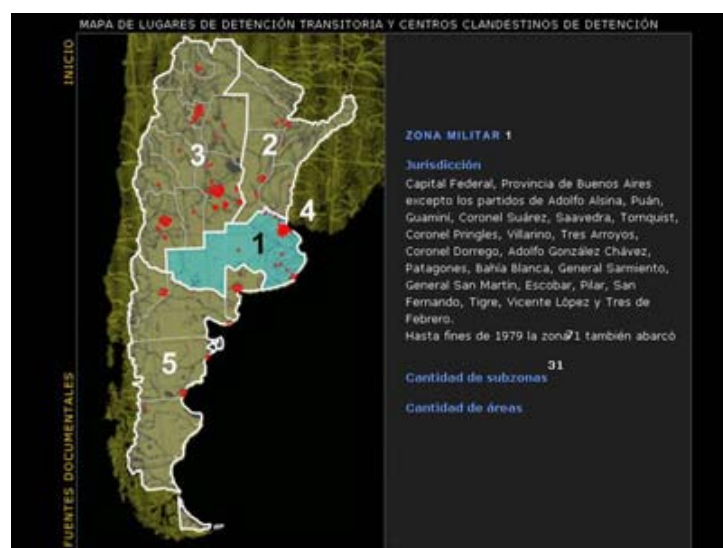 MAPA DE LUGARES DE DETENCIÓN TRANSITORIA Y CENTROS CLANDESTINOS DE DETENCIÓN
INICIO
FUENTES DOCUMENTALES
3
2
4
1
5
ZONA MILITAR 1
Jurisdicción
Capital Federal, Provincia de Buenos Aires
excepto los partidos de Adolfo Alsina, Puán,
Guaminí, Coronel Suárez, Saavedra, Tornquist,
Coronel Pringles, Villarino, Tres Arroyos,
Coronel Dorrego, Adolfo González Chávez,
Patagones, Bahía Blanca, General Sarmiento,
General San Martín, Escobar, Pilar, San
Fernando, Tigre, Vicente López y Tres de
Febrero.
Hasta fines de 1979 la zona 1 también abarcó
31
Cantidad de subzonas
Cantidad de áreas